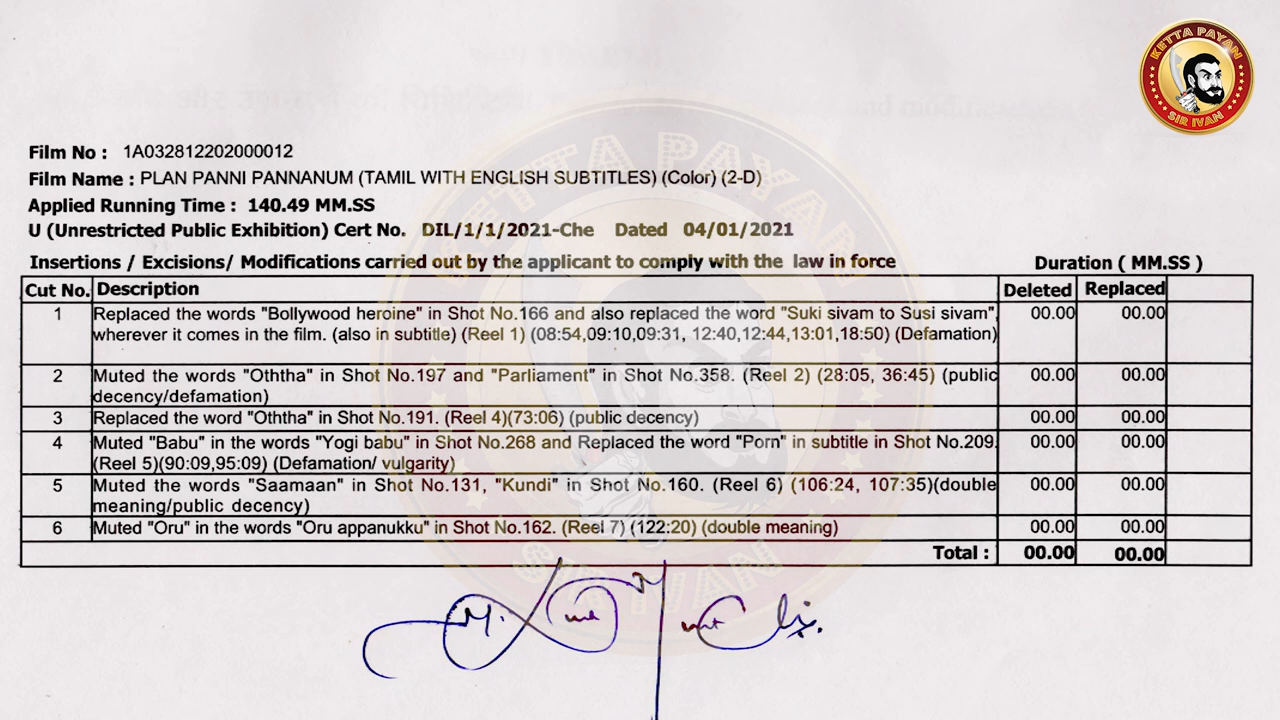 KETTA PAYAN
SIR IVAN
Film No : 1A032812202000012
Film Name : PLAN PANNI PANNANUM (TAMIL WITH ENGLISH SUBTITLES) (Color) (2-D)
Applied Running Time : 140.49 MM.SS
U (Unrestricted Public Exhibition) Cert No. DIL/1/1/2021-Che Dated 04/01/2021
Insertions / Excisions/ Modifications carried out by the applicant to comply with the law in force Duration ( MM.SS )
Cut No. Description Deleted Replaced
1 Replaced the words "Bollywood heroine" in Shot No.166 and also replaced the word "Suki sivam to Susi sivam", 00.00 00.00
wherever it comes in the film. (also in subtitle) (Reel 1) (08:54,09:10,09:31, 12:40,12:44,13:01,18:50) (Defamation)
2 Muted the words "Oththa" in Shot No.197 and "Parliament" in Shot No.358. (Reel 2) (28:05, 36:45) (public 00.00 00.00
decency/defamation)
3 Replaced the word "Oththa" in Shot No.191. (Reel 4)(73:06) (public decency) 00.00 00.00
4 Muted "Babu" in the words "Yogi babu" in Shot No.268 and Replaced the word "Porn" in subtitle in Shot No.209. 00.00 00.00
(Reel 5)(90:09,95:09) (Defamation/ vulgarity)
5 Muted the words "Saamaan" in Shot No.131, "Kundi" in Shot No.160. (Reel 6) (106:24, 107:35)(double 00.00 00.00
meaning/public decency)
6 Muted "Oru" in the words "Oru appanukku" in Shot No.162. (Reel 7) (122:20) (double meaning) 00.00 00.00
Total : 00.00 00.00
KETTA PAYAN
SIR IVAN